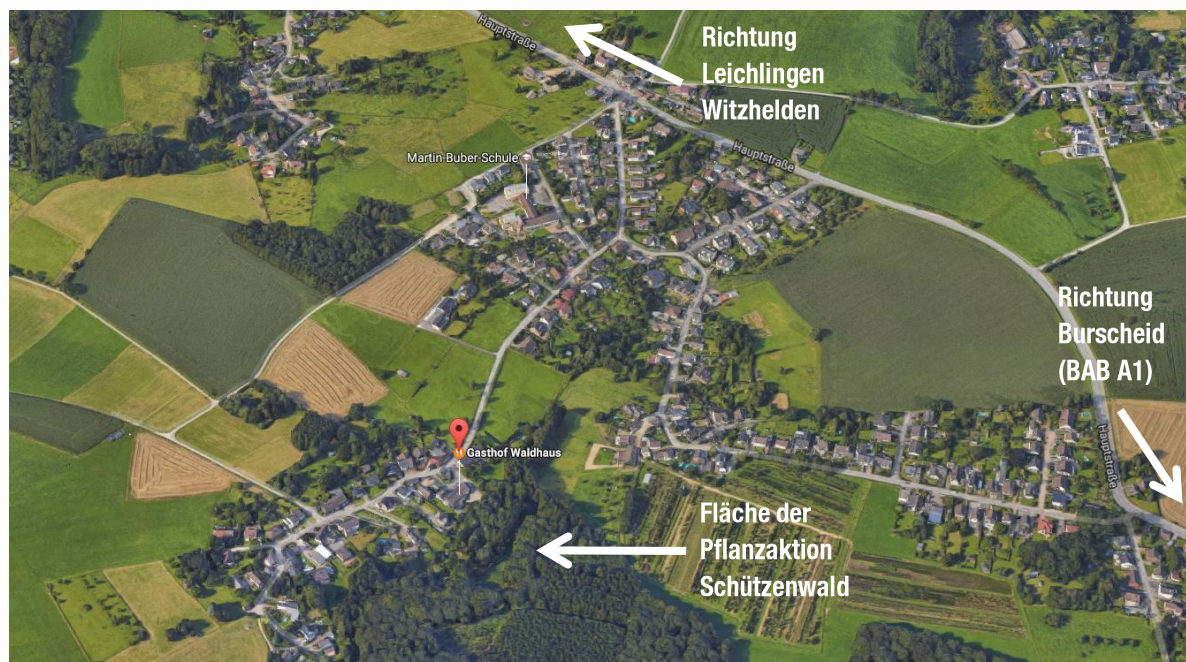 Hauptstraße
Richtung
Leichlingen
Witzhelden
Martin-Buber-Schule
Hauptstraße
Richtung
Burscheid
(BAB A1)
Hauptstraße
Gasthof Waldhaus
Fläche der
Pflanzaktion
Schützenwald